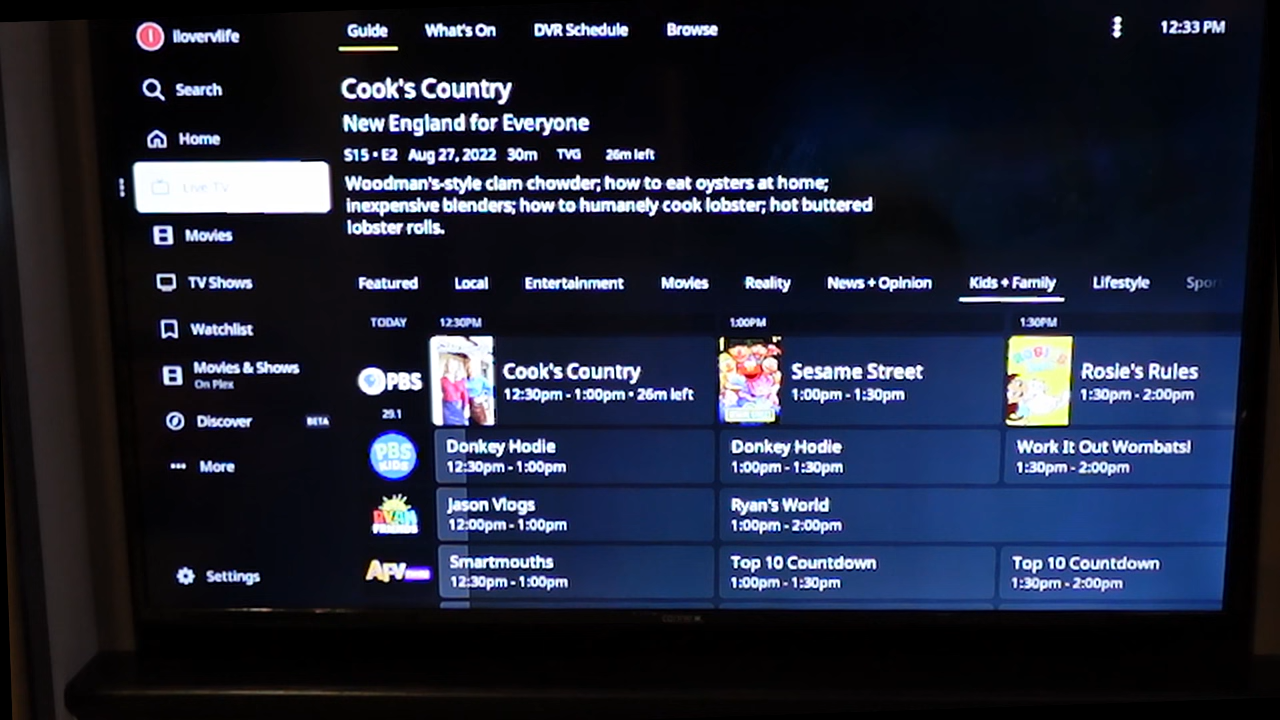 ilovervlife
Search
Home
Live TV
Movies
TV Shows
Watchlist
Movies & Shows
On Plex
Discover BETA
More
Settings
Guide What's On DVR Schedule Browse
12:33 PM
Cook's Country
New England for Everyone
S15 • E2 Aug 27, 2022 30m TVG 26m left
Woodman's-style clam chowder; how to eat oysters at home;
inexpensive blenders; how to humanely cook lobster; hot buttered
lobster rolls.
Featured Local Entertainment Movies Reality News + Opinion Kids + Family Lifestyle Spor
TODAY 12:30PM 1:00PM 1:30PM
PBS
29.1
Cook's Country
12:30pm - 1:00pm • 26m left
Sesame Street
1:00pm - 1:30pm
Rosie's Rules
1:30pm - 2:00pm
PBS
KIDS
Donkey Hodie
12:30pm - 1:00pm
Donkey Hodie
1:00pm - 1:30pm
Work It Out Wombats!
1:30pm - 2:00pm
RYAN
FRIENDS
Jason Vlogs
12:00pm - 1:00pm
Ryan's World
1:00pm - 2:00pm
AFV
Smartmouths
12:30pm - 1:00pm
Top 10 Countdown
1:00pm - 1:30pm
Top 10 Countdown
1:30pm - 2:00pm